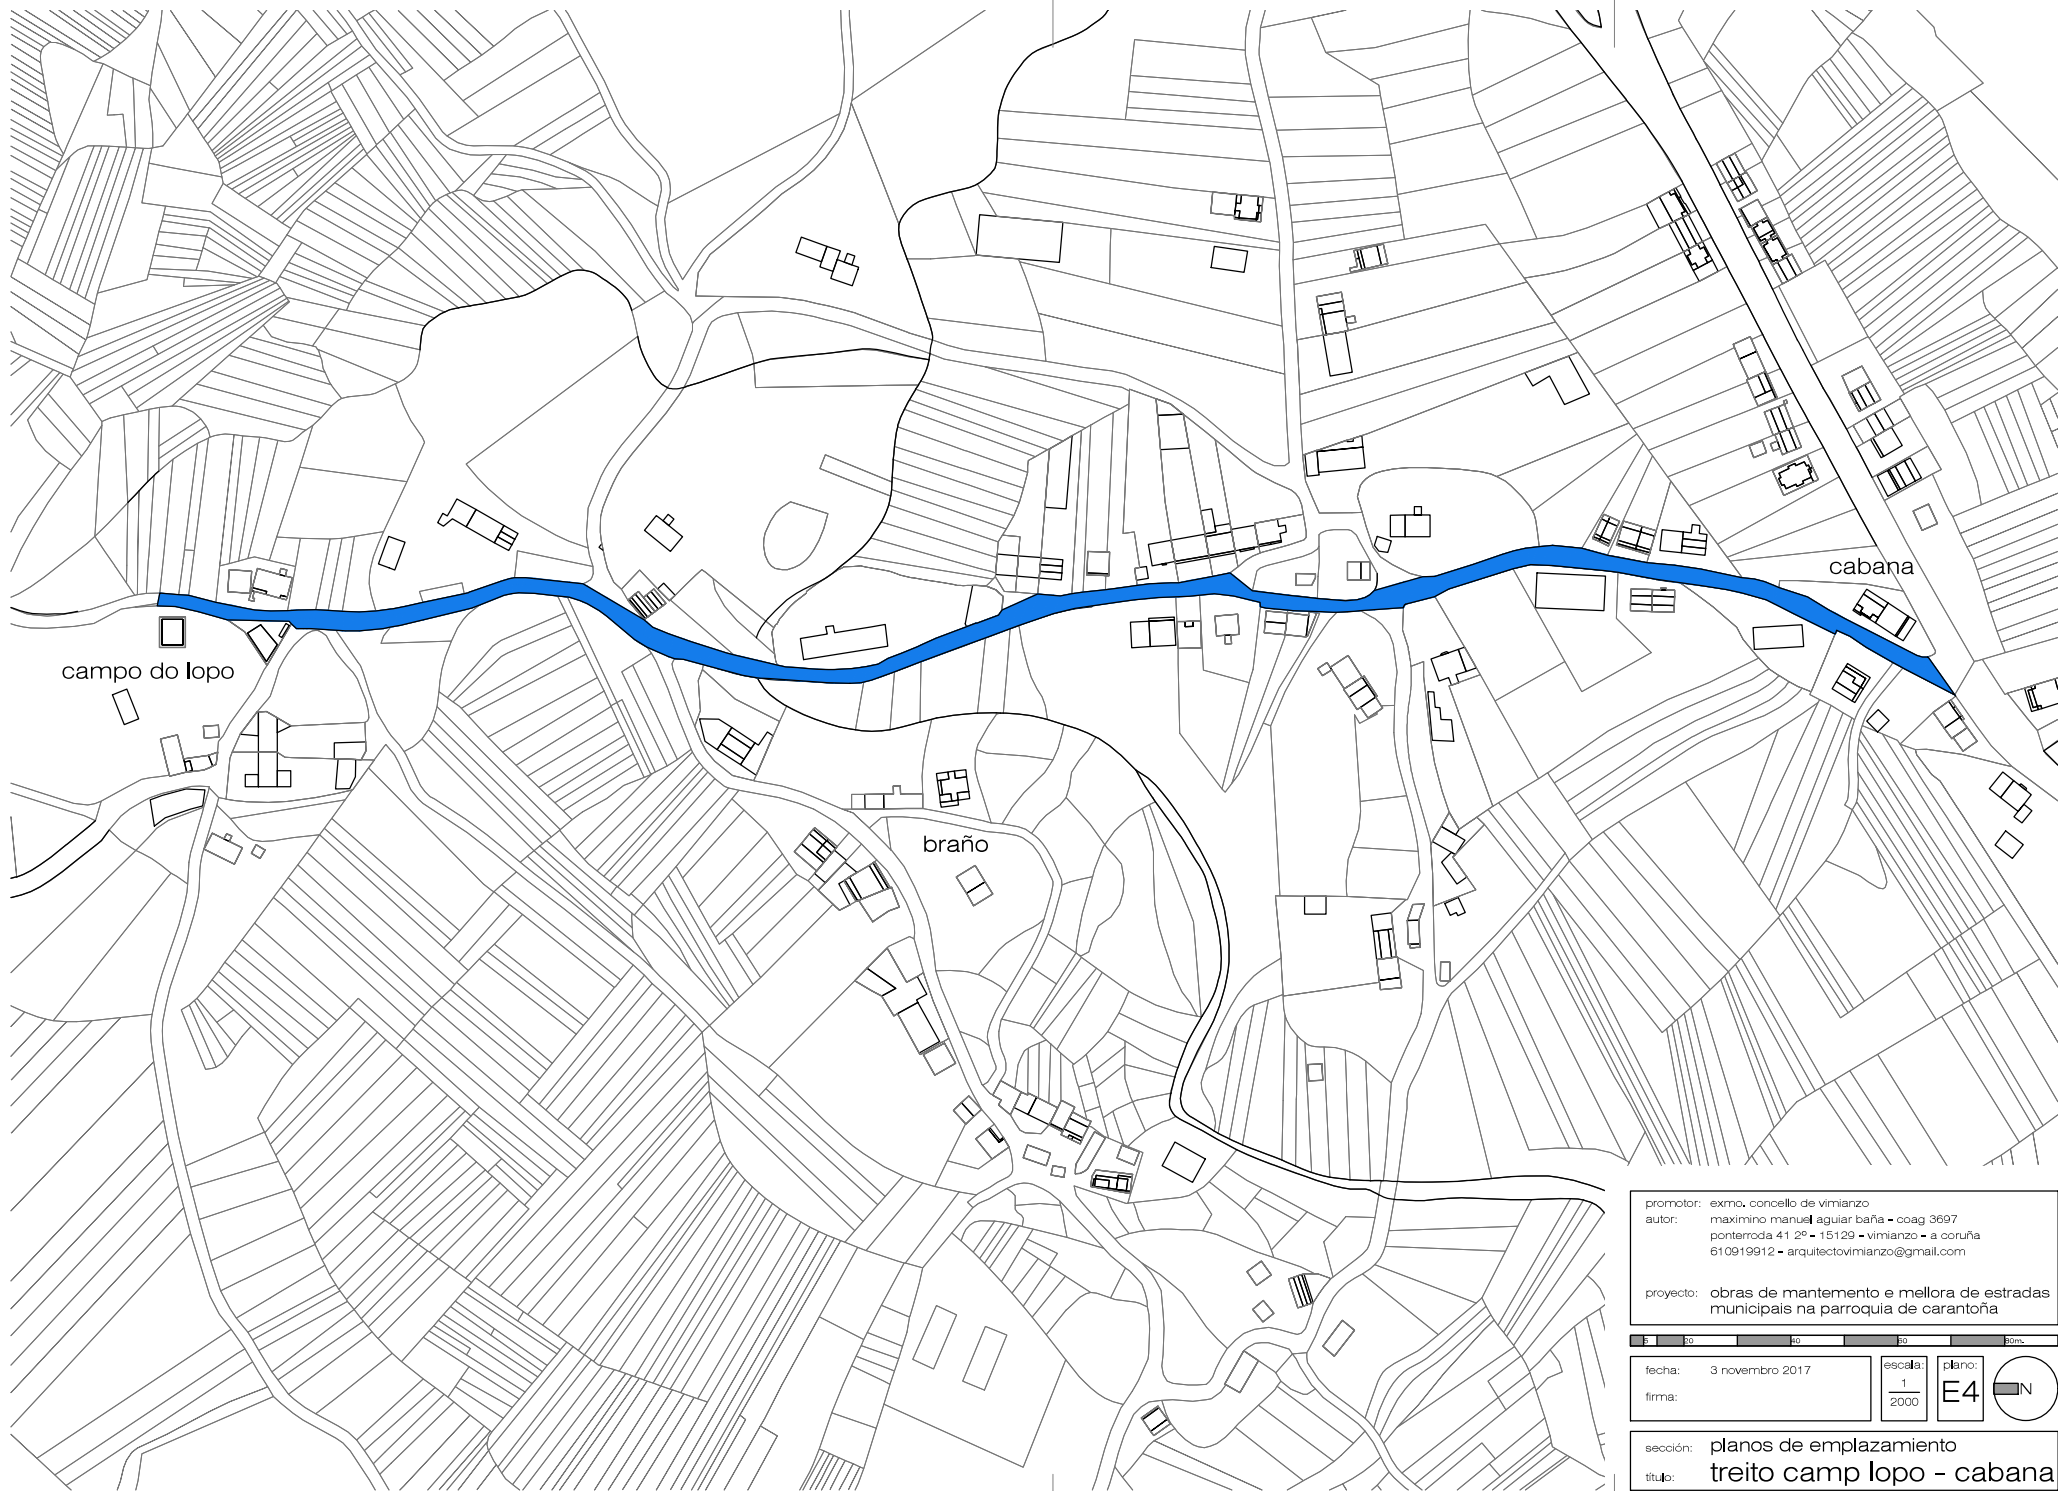 cabana
campo do lopo
braño
promotor: exmo. concello de vimianzo
autor: maximino manuel aguiar baña - coag 3697
ponterroda 41 2º - 15129 - vimianzo - a coruña
610919912 - arquitectovimianzo@gmail.com
proyecto: obras de mantemento e mellora de estradas
municipais na parroquia de carantoña
5 20 40 60 80m.
fecha: 3 novembro 2017
firma:
escala:
1
2000
plano:
E4
N
sección: planos de emplazamiento
título: treito camp lopo - cabana